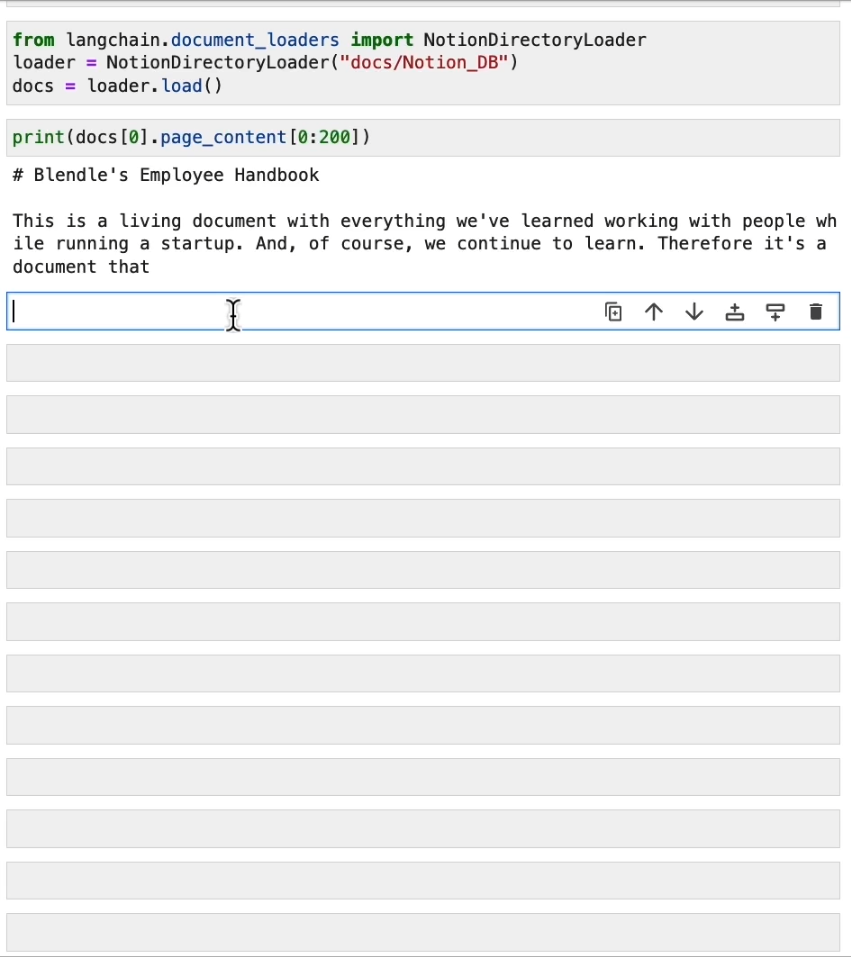 from langchain.document_loaders import NotionDirectoryLoader
loader = NotionDirectoryLoader("docs/Notion_DB")
docs = loader.load()
print(docs[0].page_content[0:200])
# Blendle's Employee Handbook
This is a living document with everything we've learned working with people wh
ile running a startup. And, of course, we continue to learn. Therefore it's a
document that